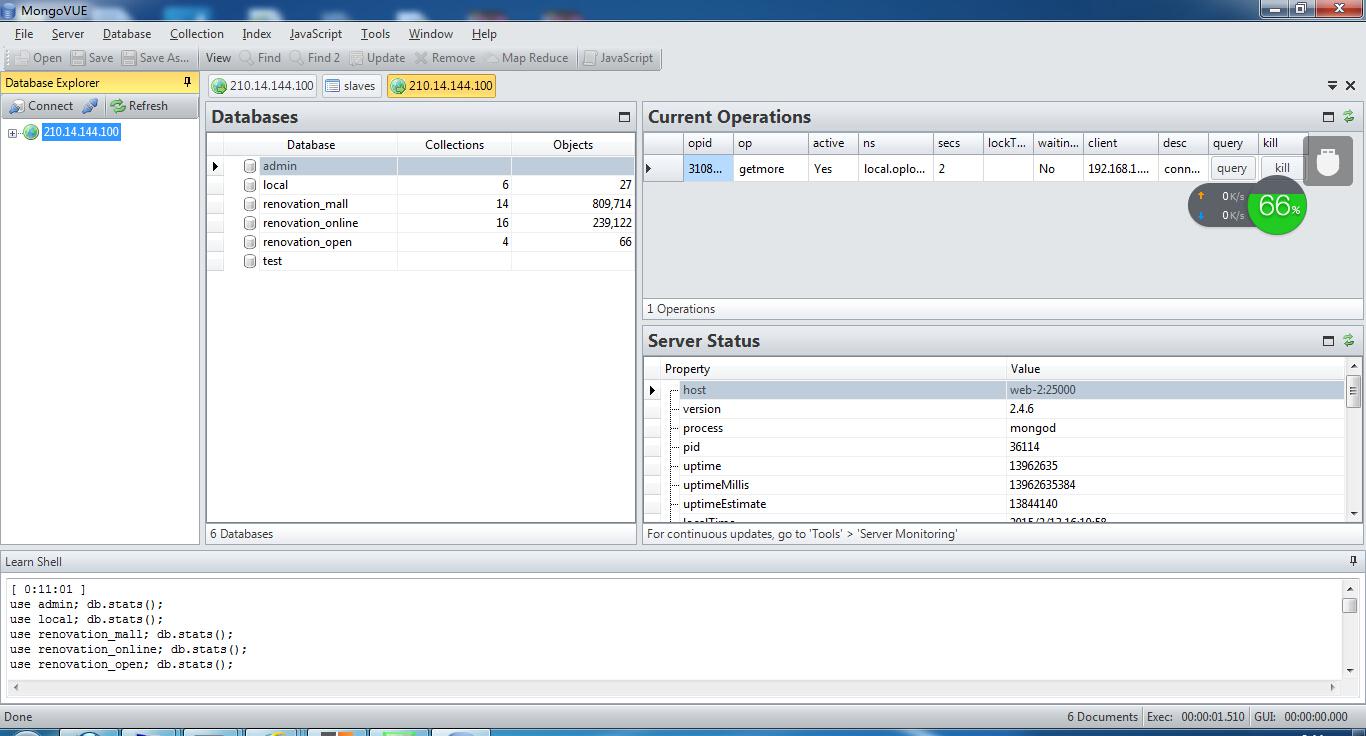 MongoVUE
File Server Database Collection Index JavaScript Tools Window Help
Open Save Save As... View Find Find 2 Update Remove Map Reduce JavaScript
Database Explorer
210.14.144.100 slaves 210.14.144.100
Connect Refresh
210.14.144.100
Databases
Database Collections Objects
admin
local 6 27
renovation_mall 14 809,714
renovation_online 16 239,122
renovation_open 4 66
test
6 Databases
Current Operations
opid op active ns secs lockT... waitin... client desc query kill
3108... getmore Yes local.oplo... 2 No 192.168.1.... conn... query kill
0K/s
0K/s
66%
1 Operations
Server Status
Property Value
host web-2:25000
version 2.4.6
process mongod
pid 36114
uptime 13962635
uptimeMillis 13962635384
uptimeEstimate 13844140
For continuous updates, go to 'Tools' > 'Server Monitoring'
Learn Shell
[ 0:11:01 ]
use admin; db.stats();
use local; db.stats();
use renovation_mall; db.stats();
use renovation_online; db.stats();
use renovation_open; db.stats();
Done 6 Documents Exec: 00:00:01.510 GUI: 00:00:00.000